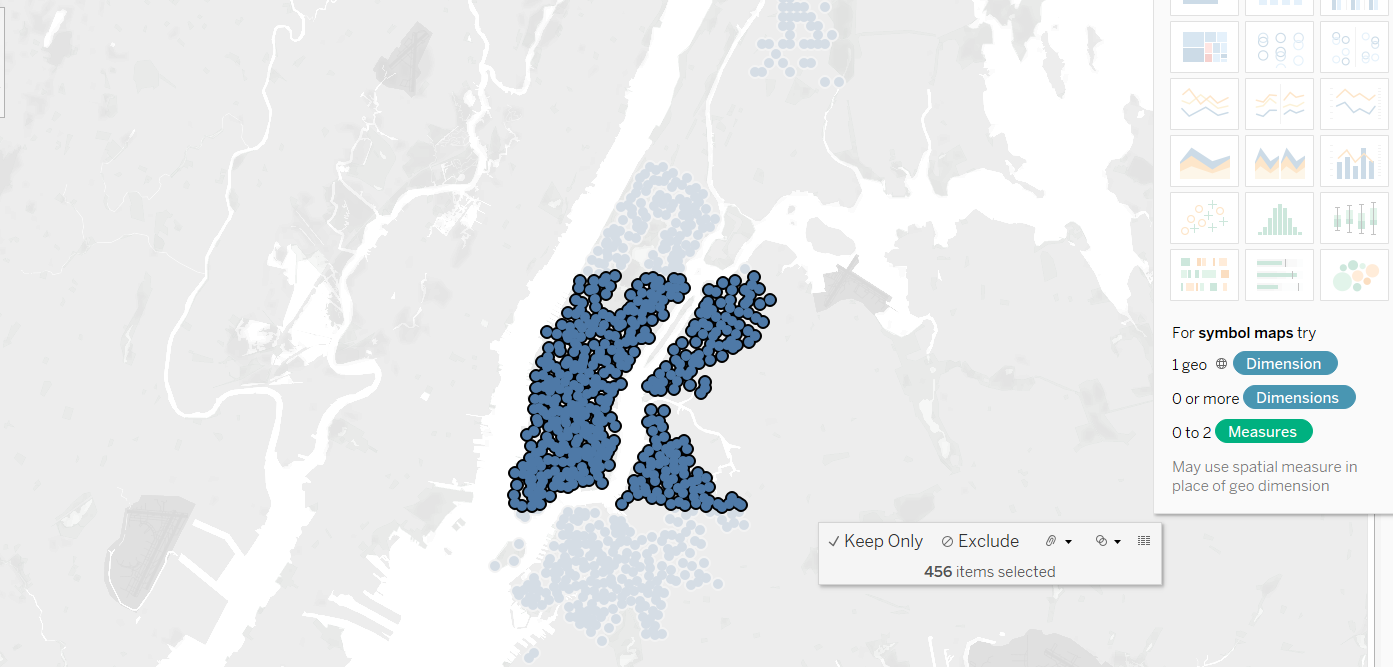 For symbol maps try
1 geo Dimension
0 or more Dimensions
0 to 2 Measures
May use spatial measure in
place of geo dimension
Keep Only Exclude
456 items selected